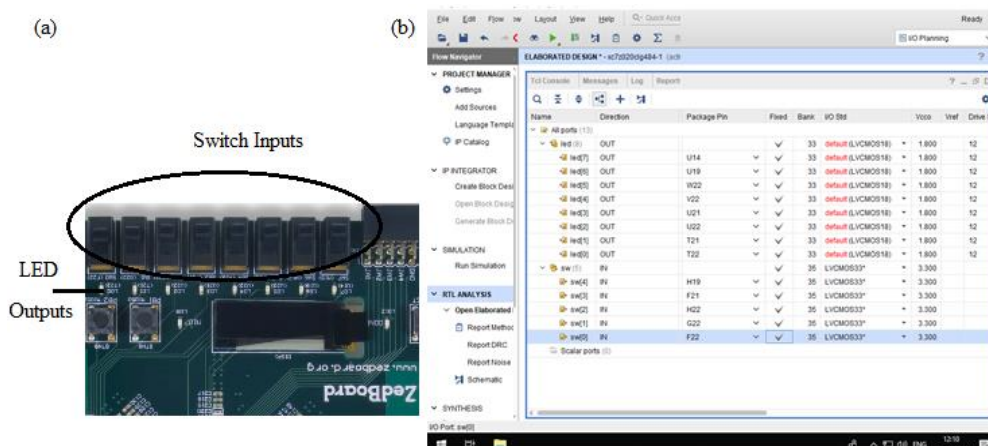 (a)
(b)
Switch Inputs
LED
Outputs
ZedBoard
www.zedboard.org
File Edit Flow Layout View Help Quick Acce
Ready
I/O Planning
Flow Navigator
ELABORATED DESIGN * - xc7z020clg484-1
PROJECT MANAGER
Settings
Add Sources
Language Templa
IP Catalog
IP INTEGRATOR
Create Block Desi
Open Block Desig
Generate Block D
SIMULATION
Run Simulation
RTL ANALYSIS
Open Elaborated
Report Method
Report DRC
Report Noise
Schematic
SYNTHESIS
Tcl Console Messages Log Reports
Name Direction Package Pin Fixed Bank I/O Std Vcco Vref Drive
All ports (13)
led (8) OUT 33 default (LVCMOS18) 1.800 12
led[7] OUT U14 33 default (LVCMOS18) 1.800 12
led[6] OUT U19 33 default (LVCMOS18) 1.800 12
led[5] OUT W22 33 default (LVCMOS18) 1.800 12
led[4] OUT V22 33 default (LVCMOS18) 1.800 12
led[3] OUT U21 33 default (LVCMOS18) 1.800 12
led[2] OUT U22 33 default (LVCMOS18) 1.800 12
led[1] OUT T21 33 default (LVCMOS18) 1.800 12
led[0] OUT T22 33 default (LVCMOS18) 1.800 12
sw (5) IN 35 LVCMOS33* 3.300
sw[4] IN H19 35 LVCMOS33* 3.300
sw[3] IN F21 35 LVCMOS33* 3.300
sw[2] IN H22 35 LVCMOS33* 3.300
sw[1] IN G22 35 LVCMOS33* 3.300
sw[0] IN F22 35 LVCMOS33* 3.300
Scalar ports (0)
I/O Port: sw[0]
ENG 12:10